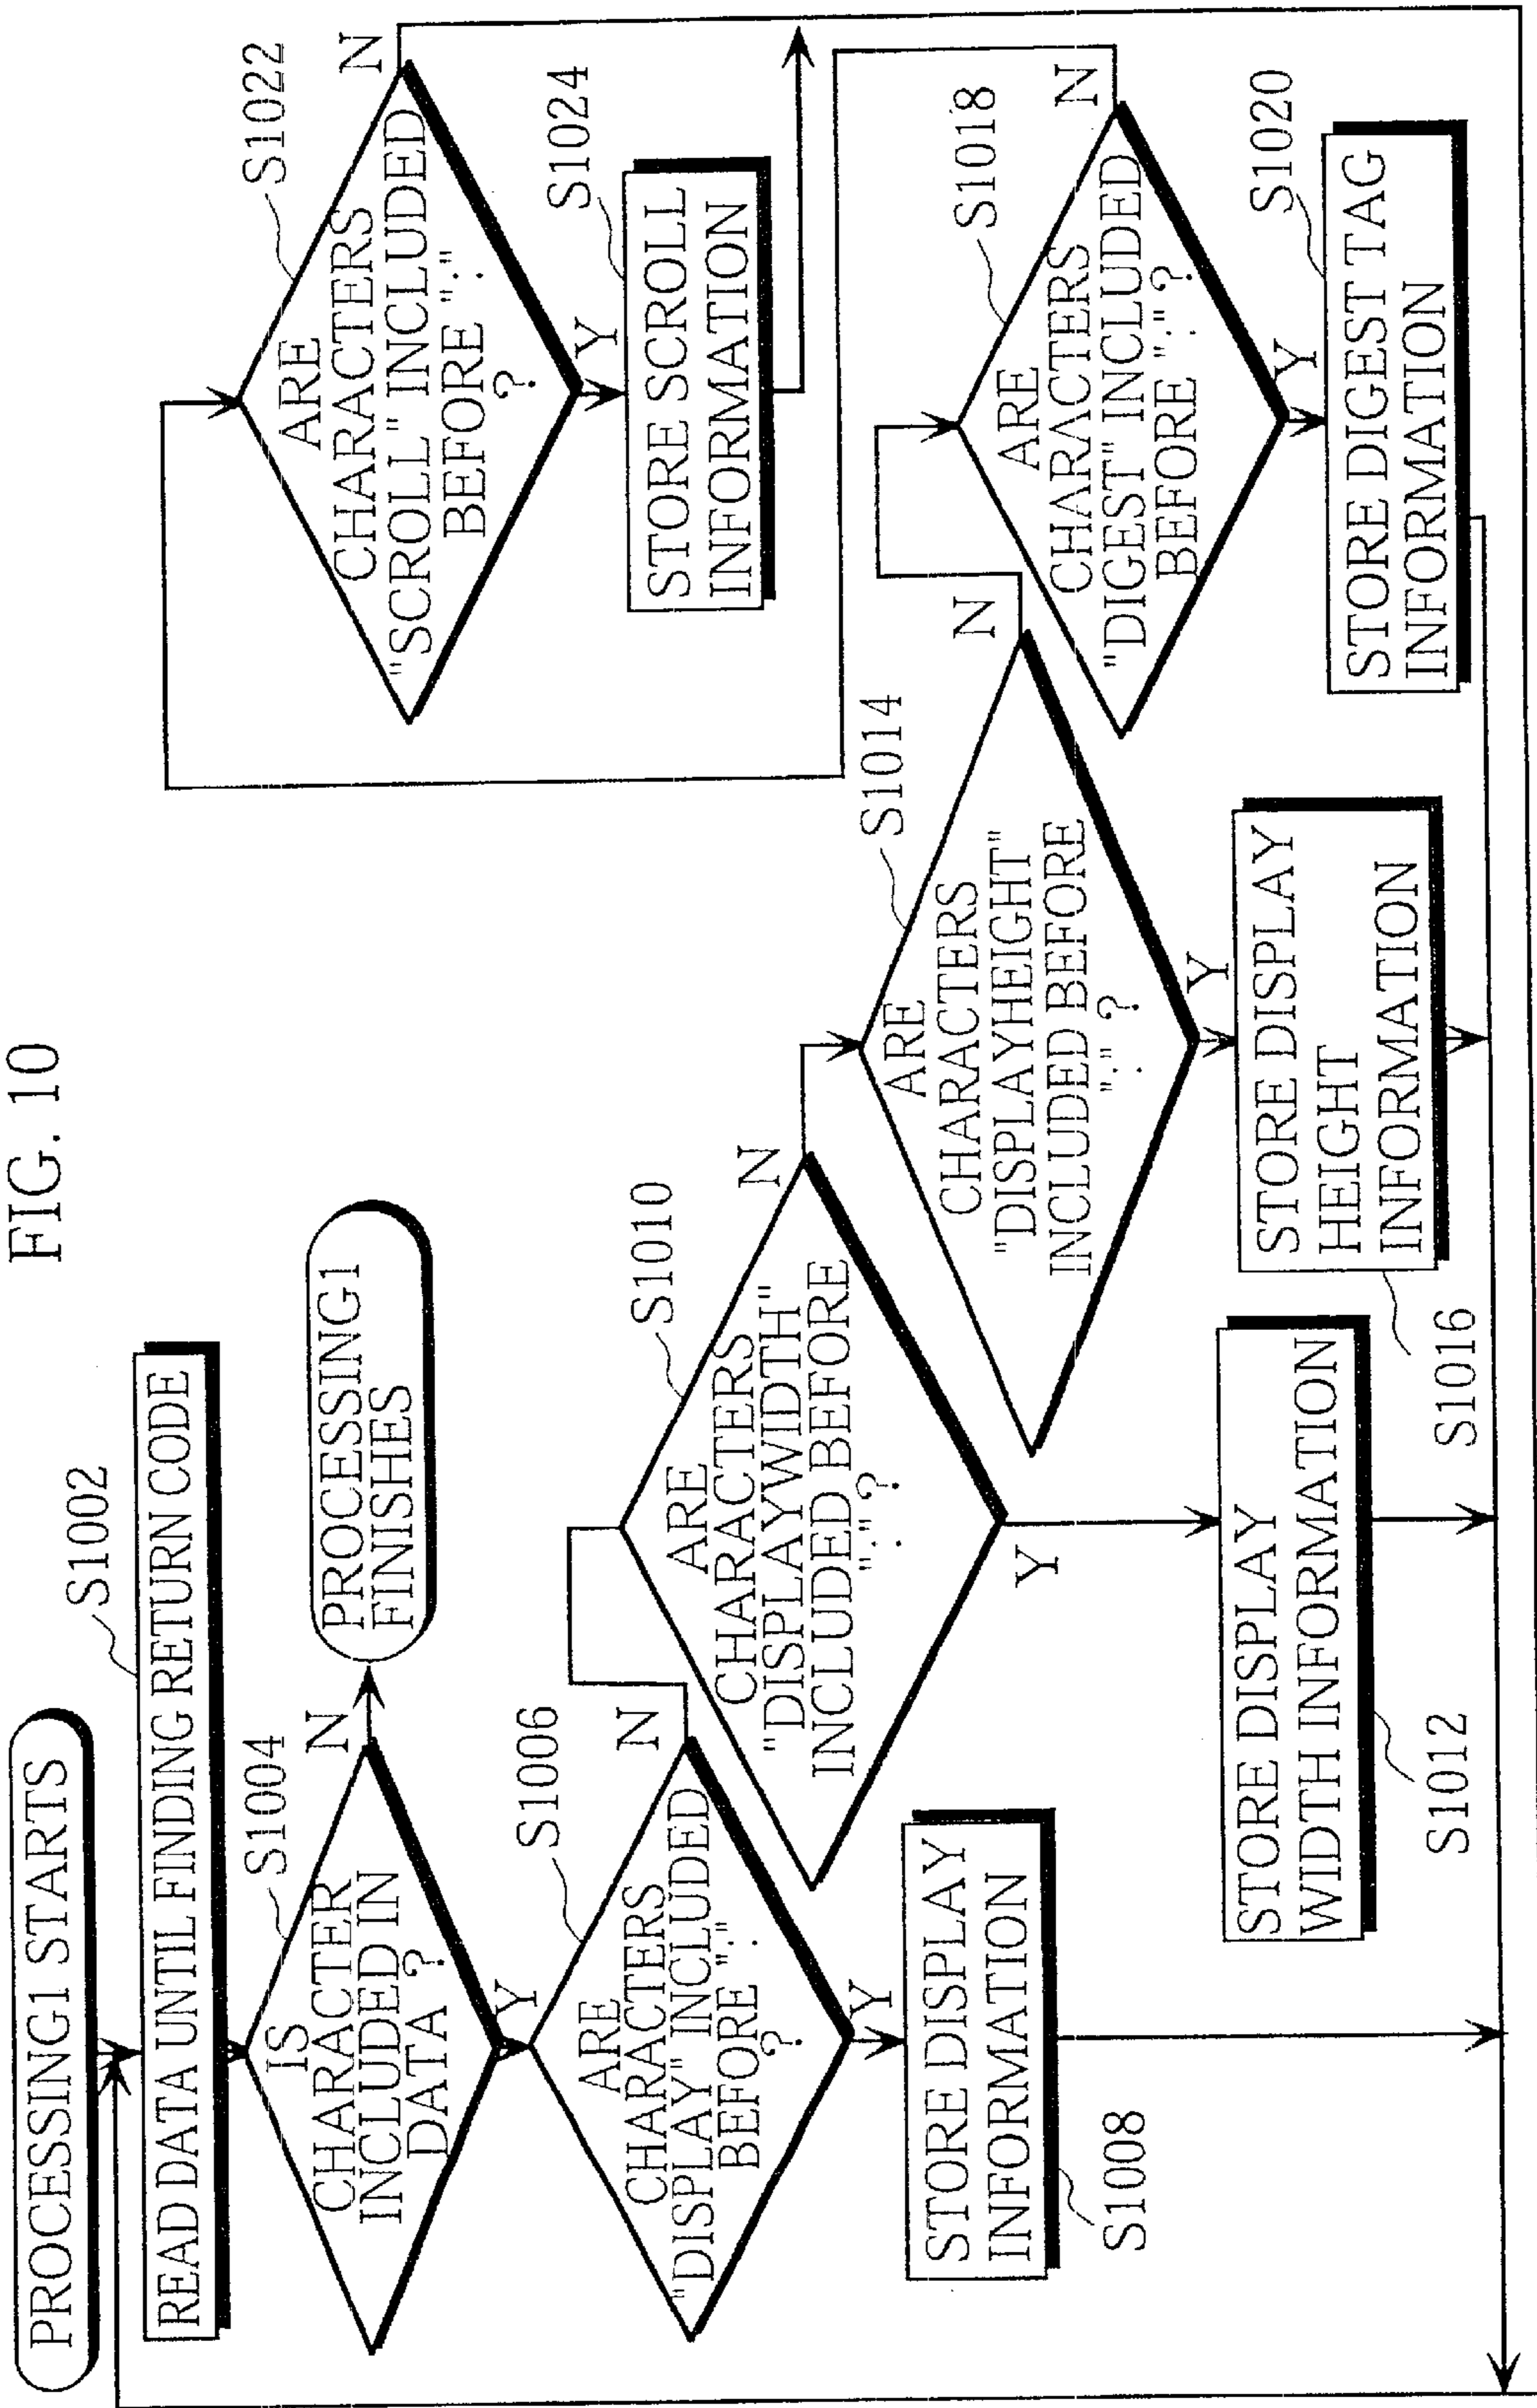 FIG. 10
PROCESSING1 STARTS
S1002
READ DATA UNTIL FINDING RETURN CODE
S1004
IS
CHARACTER
INCLUDED IN
DATA ?
N
PROCESSING1
FINISHES
Y
S1006
ARE
CHARACTERS
"DISPLAY" INCLUDED
BEFORE ":"
?
N
Y
STORE DISPLAY
INFORMATION
S1008
S1010
ARE
CHARACTERS
"DISPLAYWIDTH"
INCLUDED BEFORE
":" ?
N
Y
STORE DISPLAY
WIDTH INFORMATION
S1012
S1014
ARE
CHARACTERS
"DISPLAYHEIGHT"
INCLUDED BEFORE
":" ?
N
Y
STORE DISPLAY
HEIGHT
INFORMATION
S1016
S1018
ARE
CHARACTERS
"DIGEST" INCLUDED
BEFORE ":" ?
N
Y
S1020
STORE DIGEST TAG
INFORMATION
S1022
ARE
CHARACTERS
"SCROLL" INCLUDED
BEFORE ":"
?
N
Y
S1024
STORE SCROLL
INFORMATION